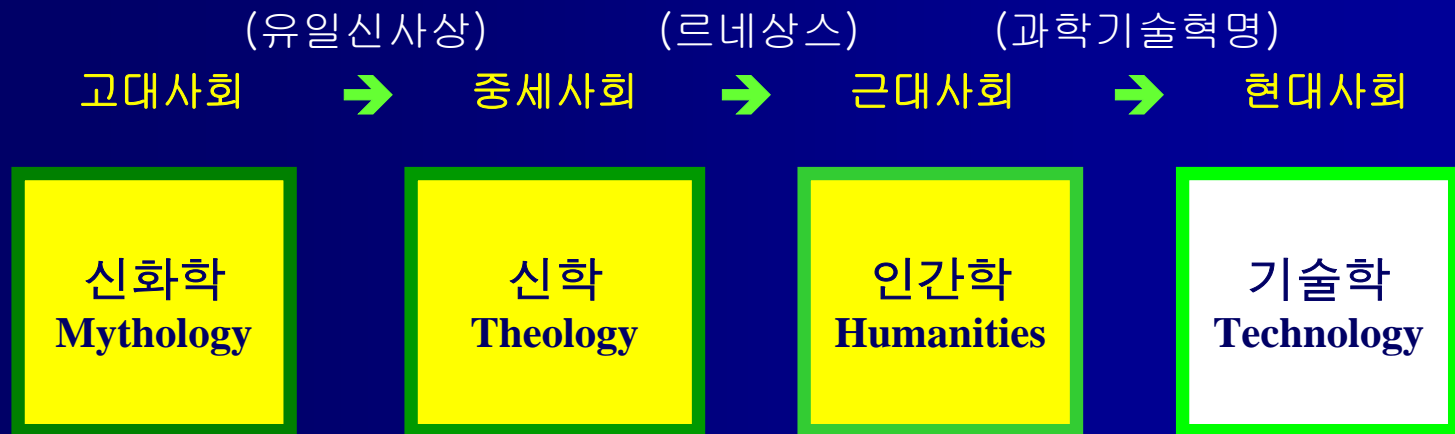 (유일신사상) (르네상스) (과학기술혁명)
고대사회 ➔ 중세사회 ➔ 근대사회 ➔ 현대사회
신화학
Mythology
신학
Theology
인간학
Humanities
기술학
Technology